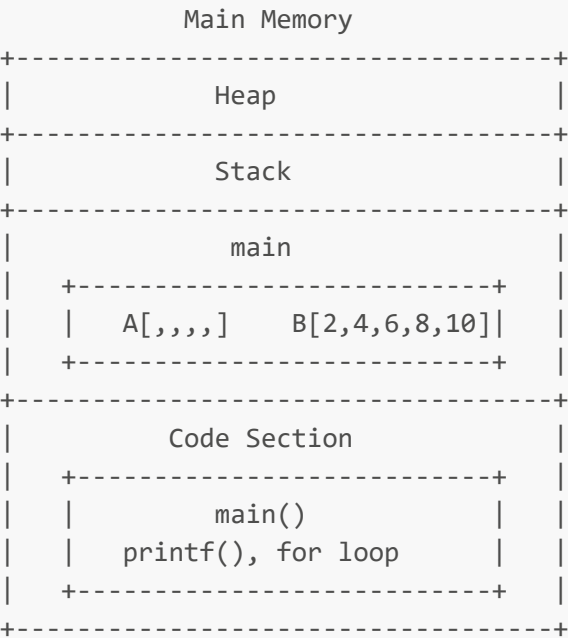 Main Memory
+-----------------------------------+
| Heap |
+-----------------------------------+
| Stack |
+-----------------------------------+
| main |
| +---------------------------+ |
| | A[,,,,] B[2,4,6,8,10]| |
| +---------------------------+ |
+-----------------------------------+
| Code Section |
| +---------------------------+ |
| | main() | |
| | printf(), for loop | |
| +---------------------------+ |
+-----------------------------------+